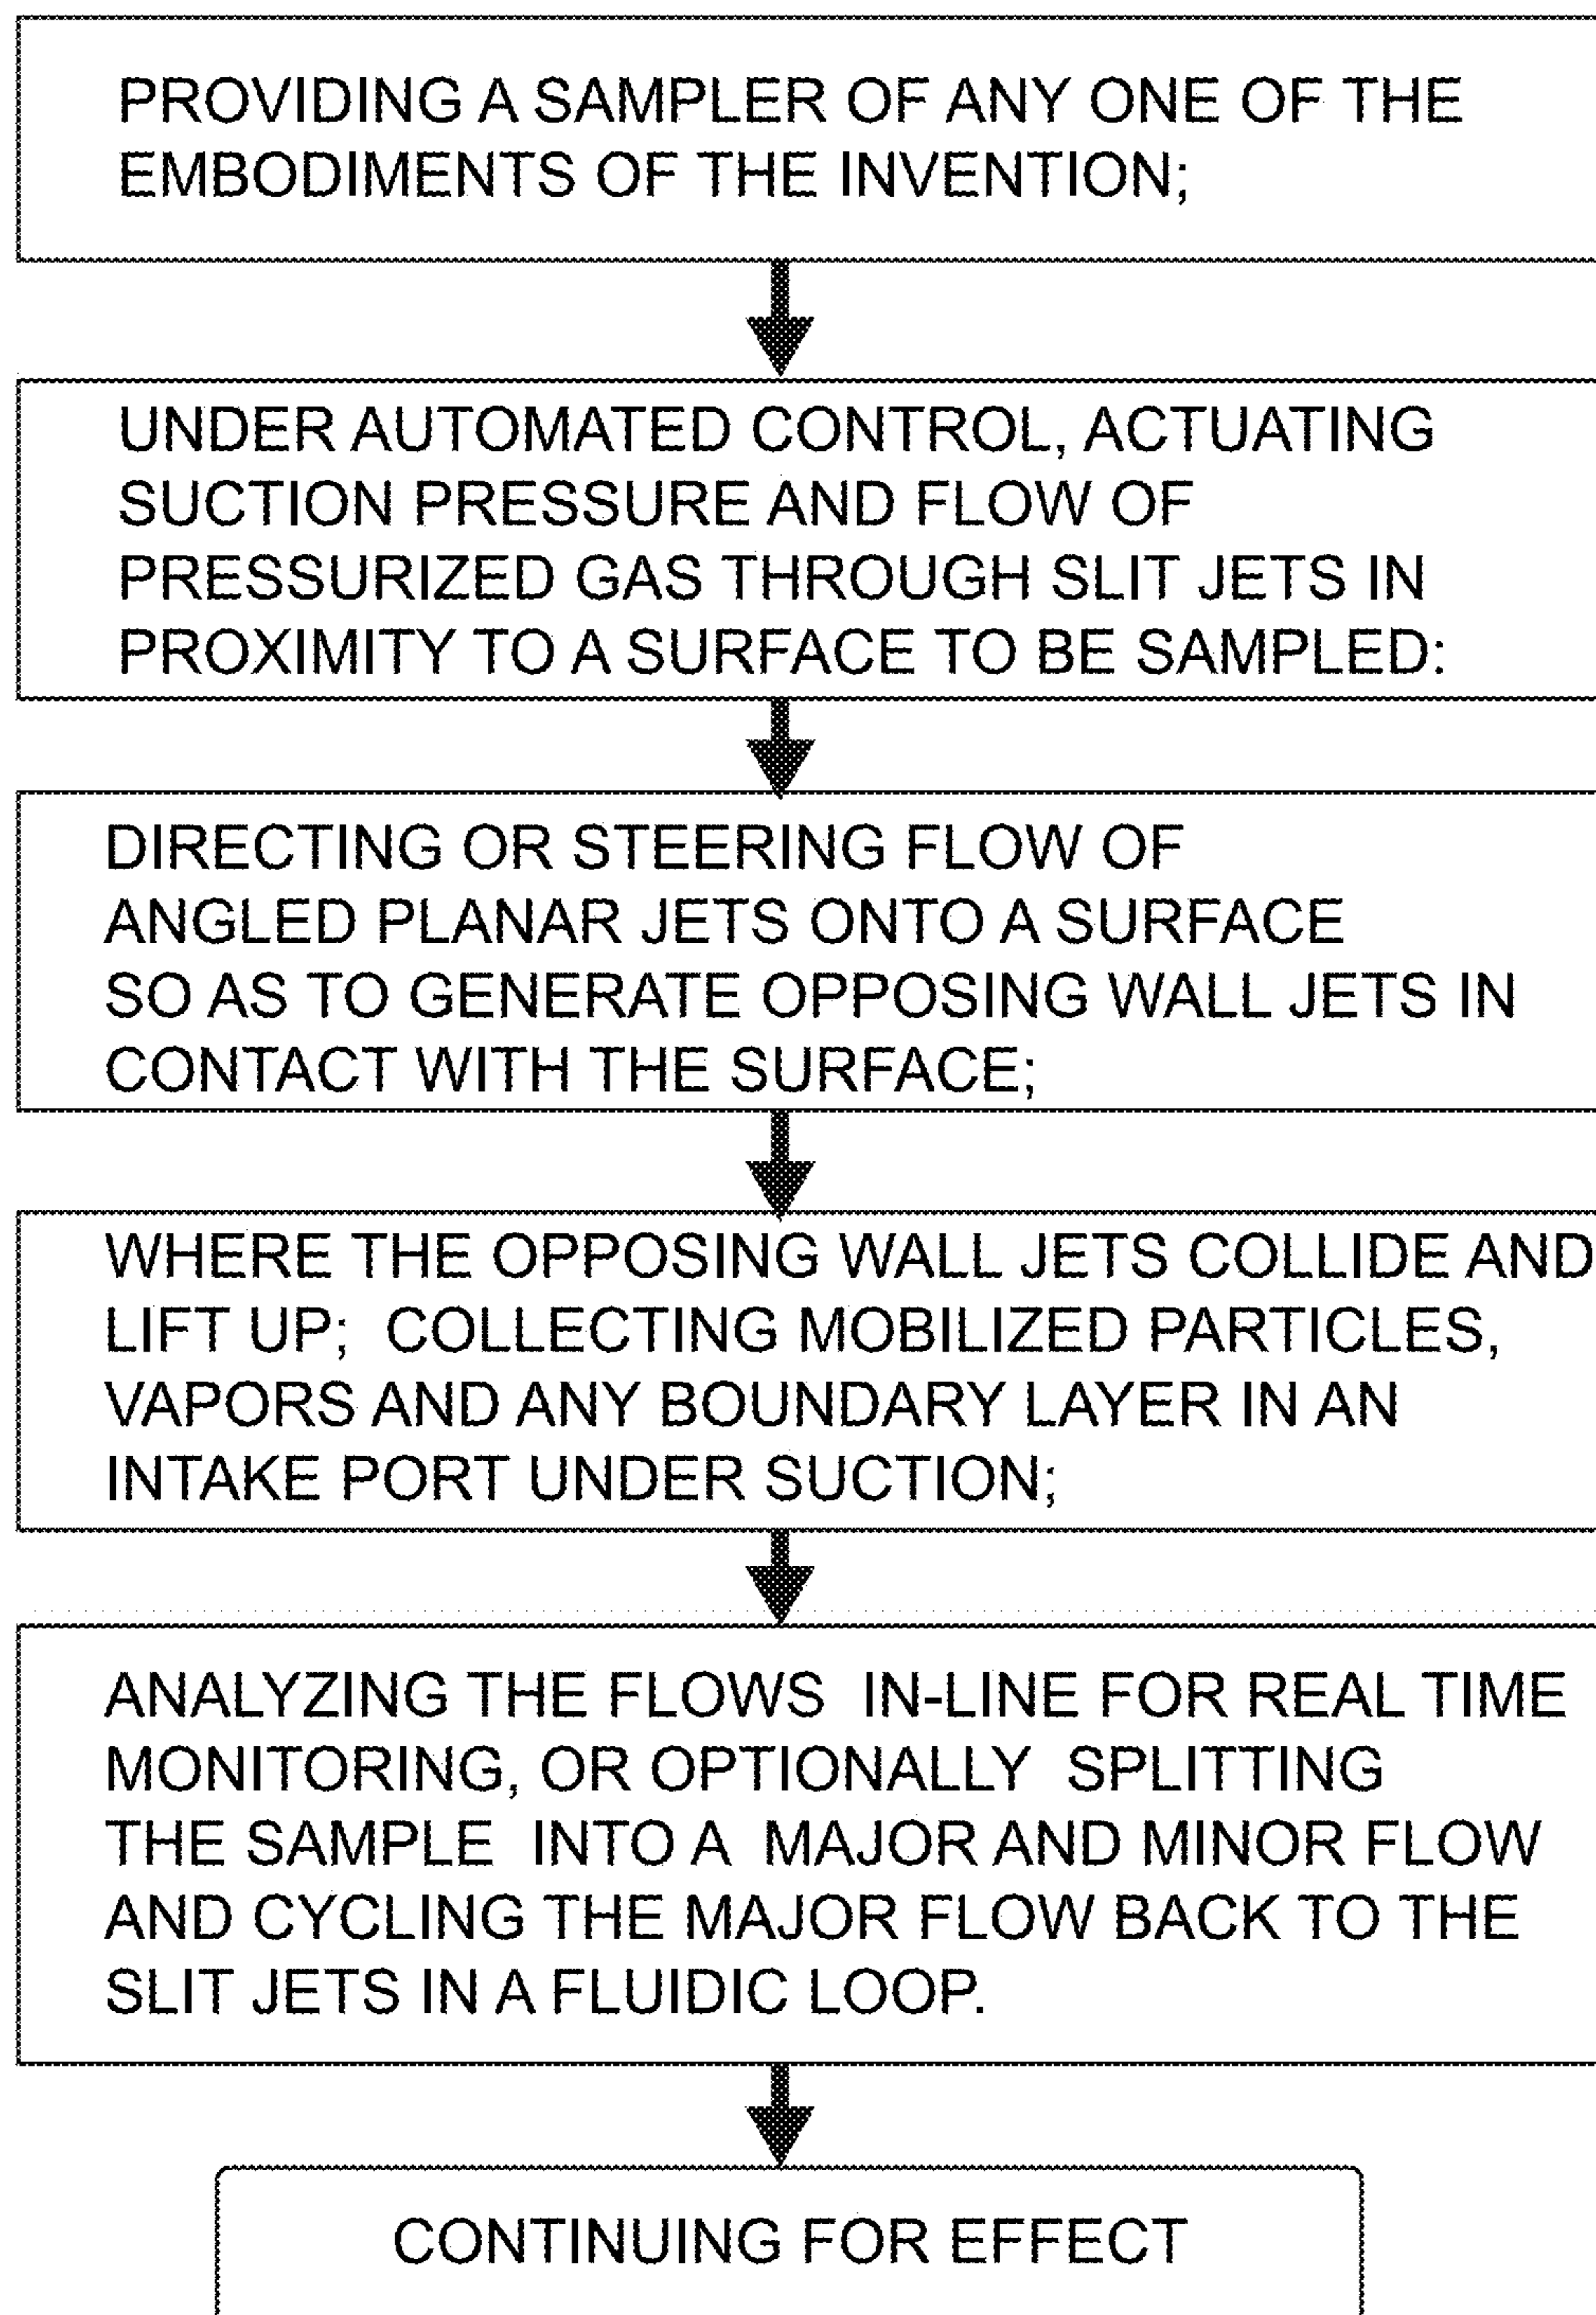 PROVIDING A SAMPLER OF ANY ONE OF THE
EMBODIMENTS OF THE INVENTION;
UNDER AUTOMATED CONTROL, ACTUATING
SUCTION PRESSURE AND FLOW OF
PRESSURIZED GAS THROUGH SLIT JETS IN
PROXIMITY TO A SURFACE TO BE SAMPLED:
DIRECTING OR STEERING FLOW OF
ANGLED PLANAR JETS ONTO A SURFACE
SO AS TO GENERATE OPPOSING WALL JETS IN
CONTACT WITH THE SURFACE;
WHERE THE OPPOSING WALL JETS COLLIDE AND
LIFT UP; COLLECTING MOBILIZED PARTICLES,
VAPORS AND ANY BOUNDARY LAYER IN AN
INTAKE PORT UNDER SUCTION;
ANALYZING THE FLOWS IN-LINE FOR REAL TIME
MONITORING, OR OPTIONALLY SPLITTING
THE SAMPLE INTO A MAJOR AND MINOR FLOW
AND CYCLING THE MAJOR FLOW BACK TO THE
SLIT JETS IN A FLUIDIC LOOP.
CONTINUING FOR EFFECT